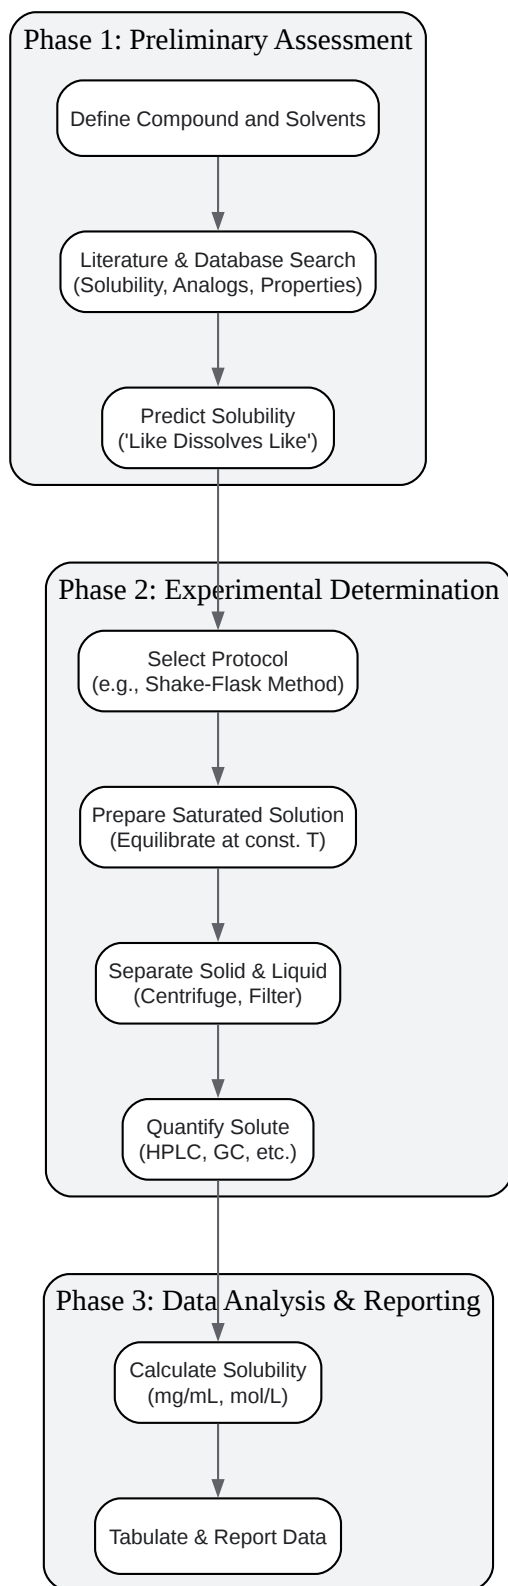 Phase 1: Preliminary Assessment
Define Compound and Solvents
Literature & Database Search
(Solubility, Analogs, Properties)
Predict Solubility
('Like Dissolves Like')
Phase 2: Experimental Determination
Select Protocol
(e.g., Shake-Flask Method)
Prepare Saturated Solution
(Equilibrate at const. T)
Separate Solid & Liquid
(Centrifuge, Filter)
Quantify Solute
(HPLC, GC, etc.)
Phase 3: Data Analysis & Reporting
Calculate Solubility
(mg/mL, mol/L)
Tabulate & Report Data